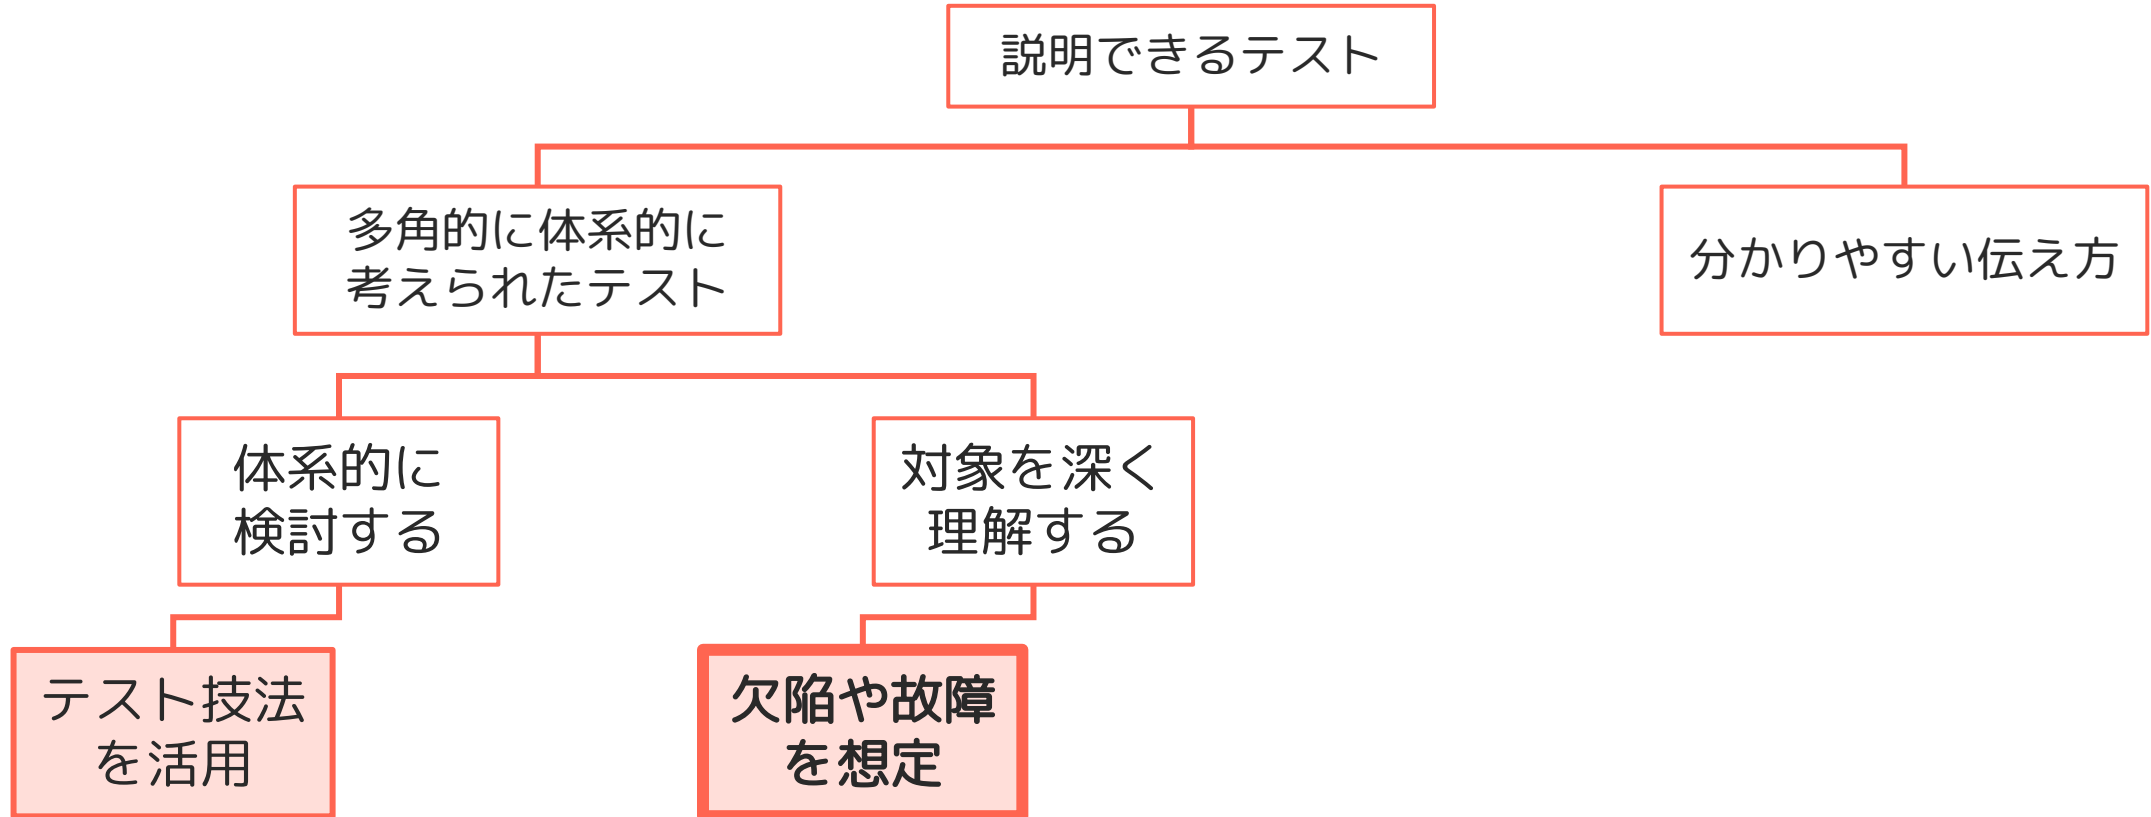 説明できるテスト
多角的に体系的に
考えられたテスト
分かりやすい伝え方
体系的に
検討する
対象を深く
理解する
テスト技法
を活用
欠陥や故障
を想定